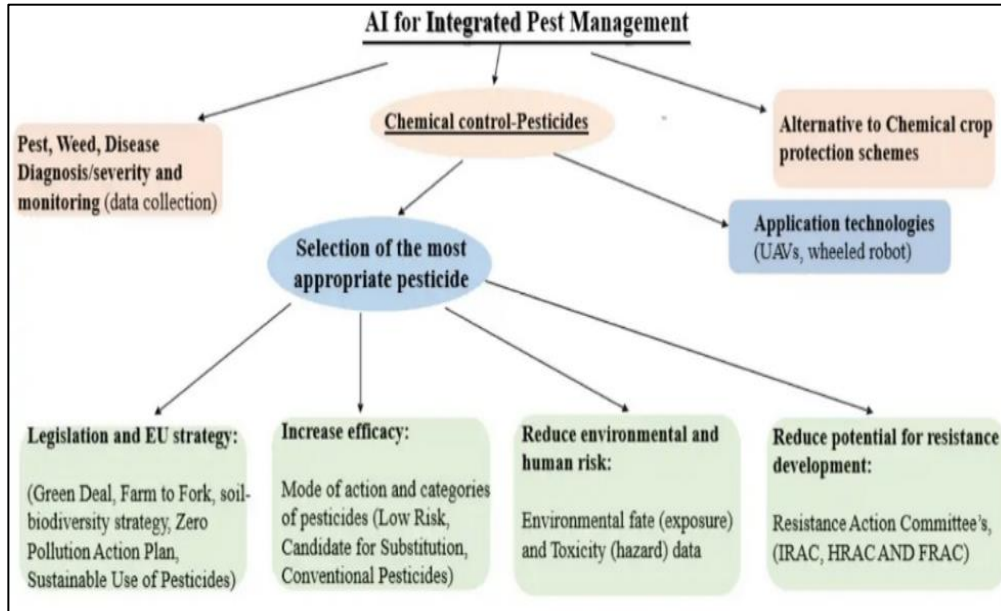 AI for Integrated Pest Management
Chemical control-Pesticides
Pest, Weed, Disease
Diagnosis/severity and
monitoring (data collection)
Alternative to Chemical crop
protection schemes
Application technologies
(UAVs, wheeled robot)
Selection of the most
appropriate pesticide
Legislation and EU strategy:
(Green Deal, Farm to Fork, soil-
biodiversity strategy, Zero
Pollution Action Plan,
Sustainable Use of Pesticides)
Increase efficacy:
Mode of action and categories
of pesticides (Low Risk,
Candidate for Substitution,
Conventional Pesticides)
Reduce environmental and
human risk:
Environmental fate (exposure)
and Toxicity (hazard) data
Reduce potential for resistance
development:
Resistance Action Committee's,
(IRAC, HRAC AND FRAC)